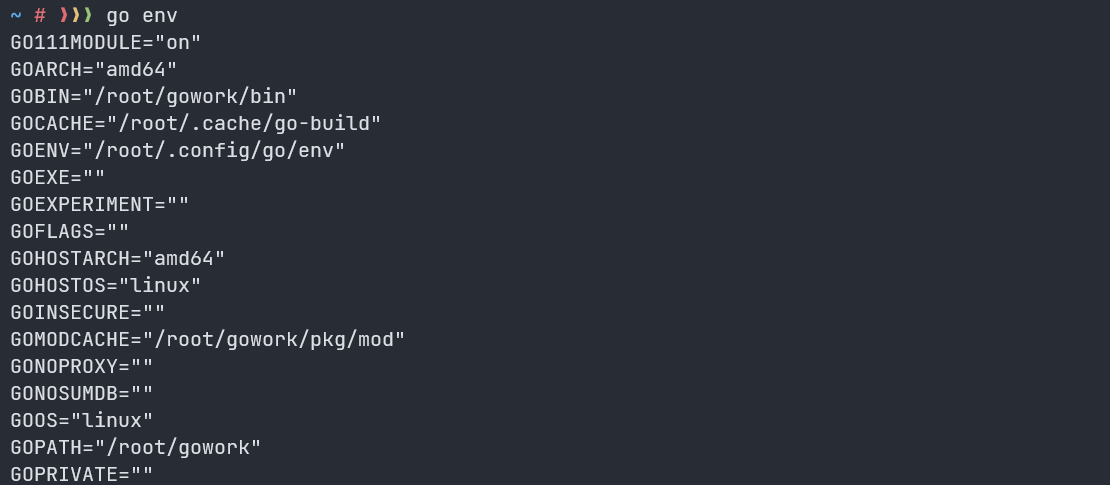 ~ # ❯❯❯ go env
GO111MODULE="on"
GOARCH="amd64"
GOBIN="/root/gowork/bin"
GOCACHE="/root/.cache/go-build"
GOENV="/root/.config/go/env"
GOEXE=""
GOEXPERIMENT=""
GOFLAGS=""
GOHOSTARCH="amd64"
GOHOSTOS="linux"
GOINSECURE=""
GOMODCACHE="/root/gowork/pkg/mod"
GONOPROXY=""
GONOSUMDB=""
GOOS="linux"
GOPATH="/root/gowork"
GOPRIVATE=""